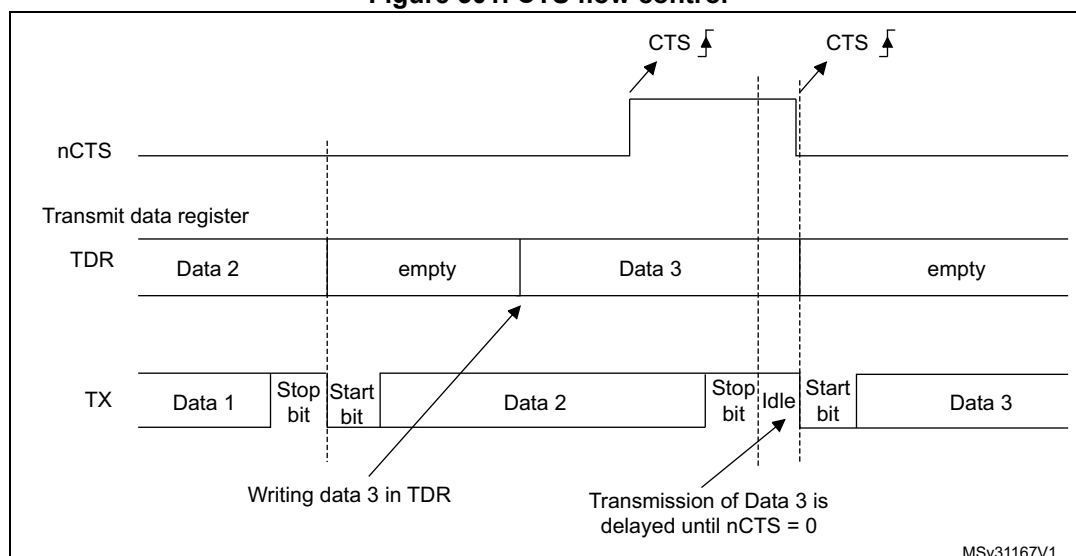 CTS flow control
CTS CTS
nCTS
Transmit data register
TDR Data 2 empty Data 3 empty
TX Data 1 Stop bit Start bit Data 2 Stop bit Idle Start bit Data 3
Writing data 3 in TDR
Transmission of Data 3 is
delayed until nCTS = 0
MSv31167V1